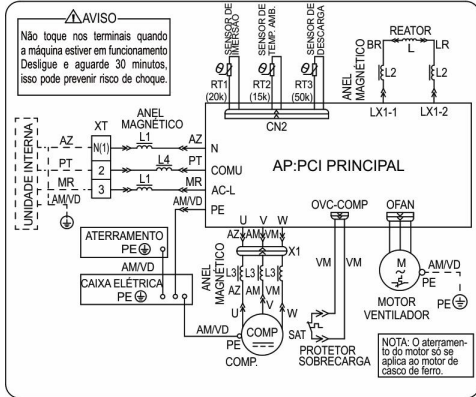 AVISO
Não toque nos terminais quando
a máquina estiver em funcionamento
Desligue e aguarde 30 minutos,
isso pode prevenir risco de choque.
SENSOR DE
IMERSÃO
SENSOR DE
TEMP. AMB.
SENSOR DE
DESCARGA
RT1
(20k)
RT2
(15k)
RT3
(50k)
CN2
ANEL
MAGNÉTICO
REATOR
BR
L
LR
L2
L2
LX1-1
LX1-2
UNIDADE INTERNA
XT
ANEL
MAGNÉTICO
AZ
N(1)
L1
AZ
N
PT
2
L4
PT
COMU
MR
3
L1
MR
AC-L
AM/VD
AM/VD
PE
AP:PCI PRINCIPAL
U V W
AZ AM VM
X1
OVC-COMP
OFAN
ATERRAMENTO
PE
AM/VD
CAIXA ELÉTRICA
PE
AM/VD
PE
ANEL
MAGNÉTICO
L3 L3 L3
AZ AM VM
U V W
COMP
COMP.
VM
VM
SAT
PROTETOR
SOBRECARGA
M
AM/VD
PE
MOTOR
VENTILADOR
NOTA: O aterramen-
to do motor só se
aplica ao motor de
casco de ferro.